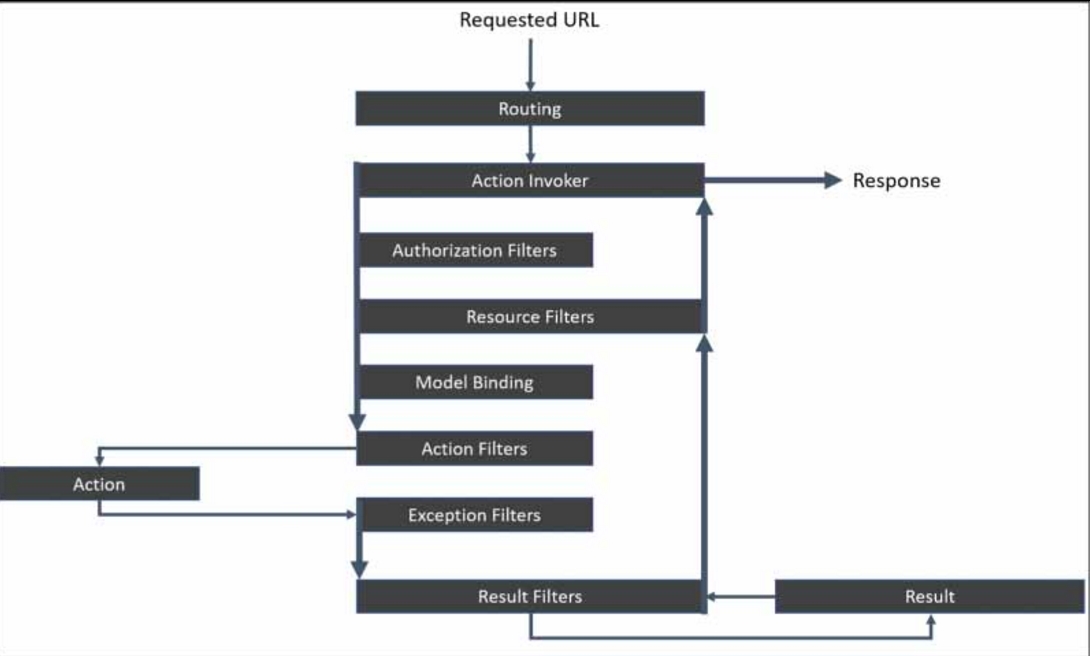 Requested URL
Routing
Action Invoker
Response
Authorization Filters
Resource Filters
Model Binding
Action Filters
Action
Exception Filters
Result Filters
Result